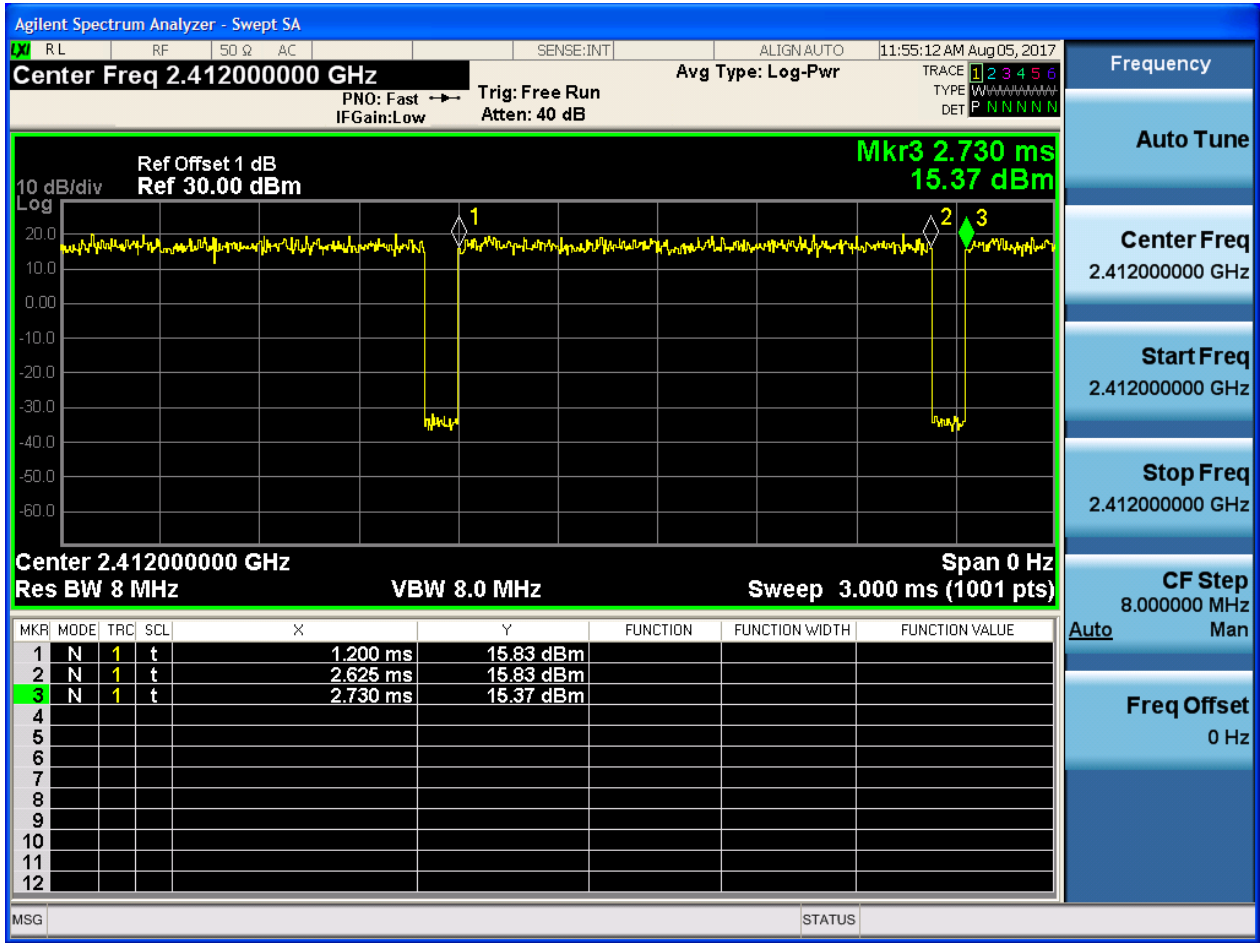 Agilent Spectrum Analyzer - Swept SA
LXI RL RF 50 Ω AC SENSE:INT ALIGN AUTO 11:55:12 AM Aug 05, 2017
Center Freq 2.412000000 GHz
PNO: Fast
IFGain:Low
Trig: Free Run
Atten: 40 dB
Avg Type: Log-Pwr
TRACE 1 2 3 4 5 6
TYPE W
DET P N N N N N
Ref Offset 1 dB
10 dB/div Ref 30.00 dBm
Log
Mkr3 2.730 ms
15.37 dBm
1
2
3
20.0
10.0
0.00
-10.0
-20.0
-30.0
-40.0
-50.0
-60.0
Center 2.412000000 GHz Span 0 Hz
Res BW 8 MHz VBW 8.0 MHz Sweep 3.000 ms (1001 pts)
MKR MODE TRC SCL X Y FUNCTION FUNCTION WIDTH FUNCTION VALUE
1 N 1 t 1.200 ms 15.83 dBm
2 N 1 t 2.625 ms 15.83 dBm
3 N 1 t 2.730 ms 15.37 dBm
4
5
6
7
8
9
10
11
12
MSG STATUS
Frequency
Auto Tune
Center Freq
2.412000000 GHz
Start Freq
2.412000000 GHz
Stop Freq
2.412000000 GHz
CF Step
8.000000 MHz
Auto Man
Freq Offset
0 Hz